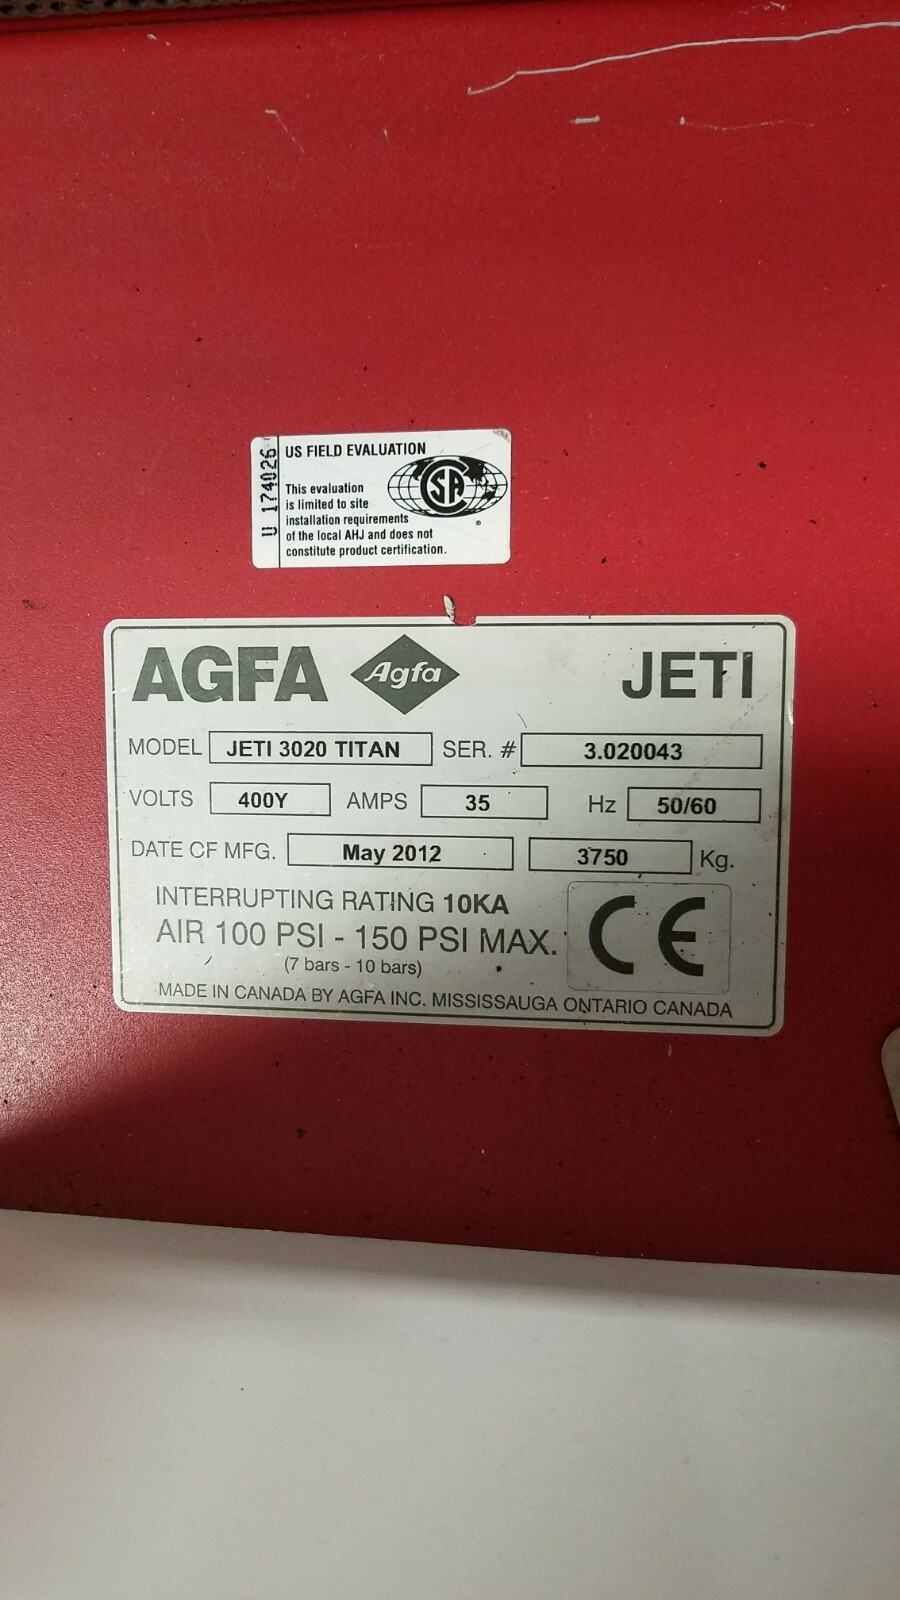 U 174026
US FIELD EVALUATION
This evaluation
is limited to site
installation requirements
of the local AHJ and does not
constitute product certification.
CSA
®
AGFA Agfa JETI
MODEL JETI 3020 TITAN SER. # 3.020043
VOLTS 400Y AMPS 35 Hz 50/60
DATE OF MFG. May 2012 3750 Kg.
INTERRUPTING RATING 10KA
AIR 100 PSI - 150 PSI MAX.
(7 bars - 10 bars)
CE
MADE IN CANADA BY AGFA INC. MISSISSAUGA ONTARIO CANADA